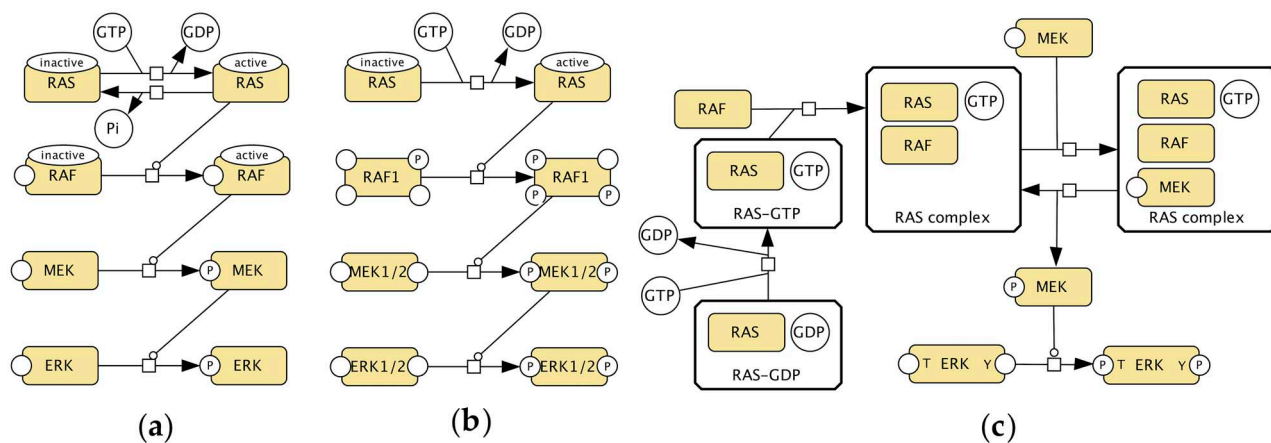 GTP GDP
inactive active
RAS RAS
Pi
inactive active
RAF RAF
MEK P MEK
ERK P ERK
(a)
GTP GDP
inactive active
RAS RAS
P P
RAF1 RAF1
P P
MEK1/2 P MEK1/2 P
ERK1/2 P ERK1/2 P
(b)
MEK
RAF
RAS GTP
RAF
RAS complex
RAS GTP
RAF
MEK
RAS complex
RAS GTP
RAS-GTP
GDP
GTP
RAS GDP
RAS-GDP
P MEK
T ERK Y
P T ERK Y P
(c)